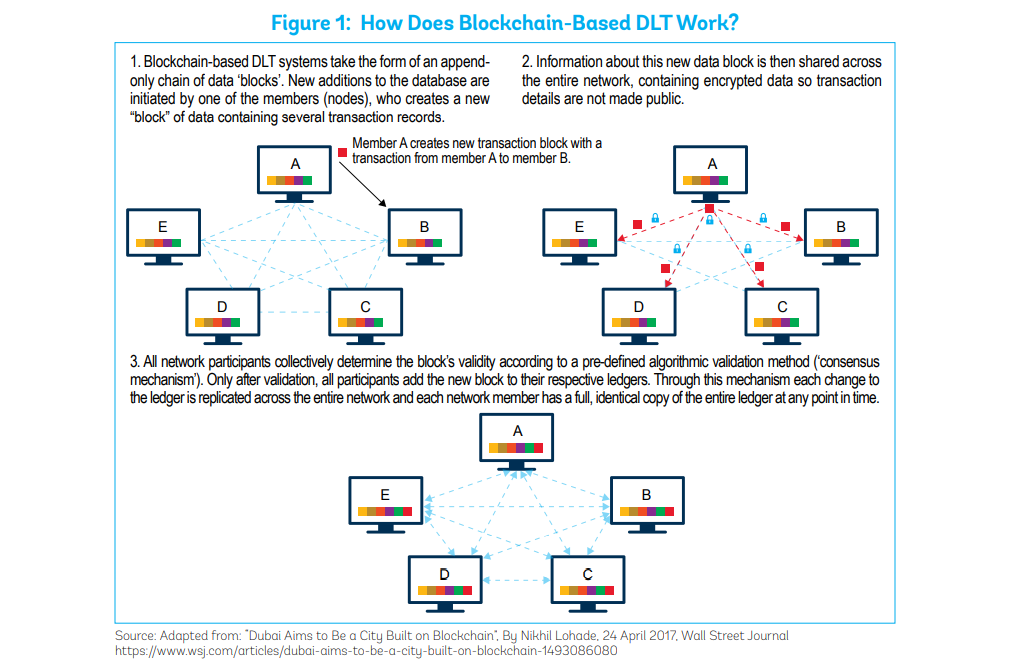 Figure 1: How Does Blockchain-Based DLT Work?
1. Blockchain-based DLT systems take the form of an append-
only chain of data ‘blocks’. New additions to the database are
initiated by one of the members (nodes), who creates a new
“block” of data containing several transaction records.
2. Information about this new data block is then shared across
the entire network, containing encrypted data so transaction
details are not made public.
Member A creates new transaction block with a
transaction from member A to member B.
A
E
B
D
C
A
E
B
D
C
3. All network participants collectively determine the block’s validity according to a pre-defined algorithmic validation method (‘consensus
mechanism’). Only after validation, all participants add the new block to their respective ledgers. Through this mechanism each change to
the ledger is replicated across the entire network and each network member has a full, identical copy of the entire ledger at any point in time.
A
E
B
D
C
Source: Adapted from: “Dubai Aims to Be a City Built on Blockchain”, By Nikhil Lohade, 24 April 2017, Wall Street Journal
https://www.wsj.com/articles/dubai-aims-to-be-a-city-built-on-blockchain-1493086080